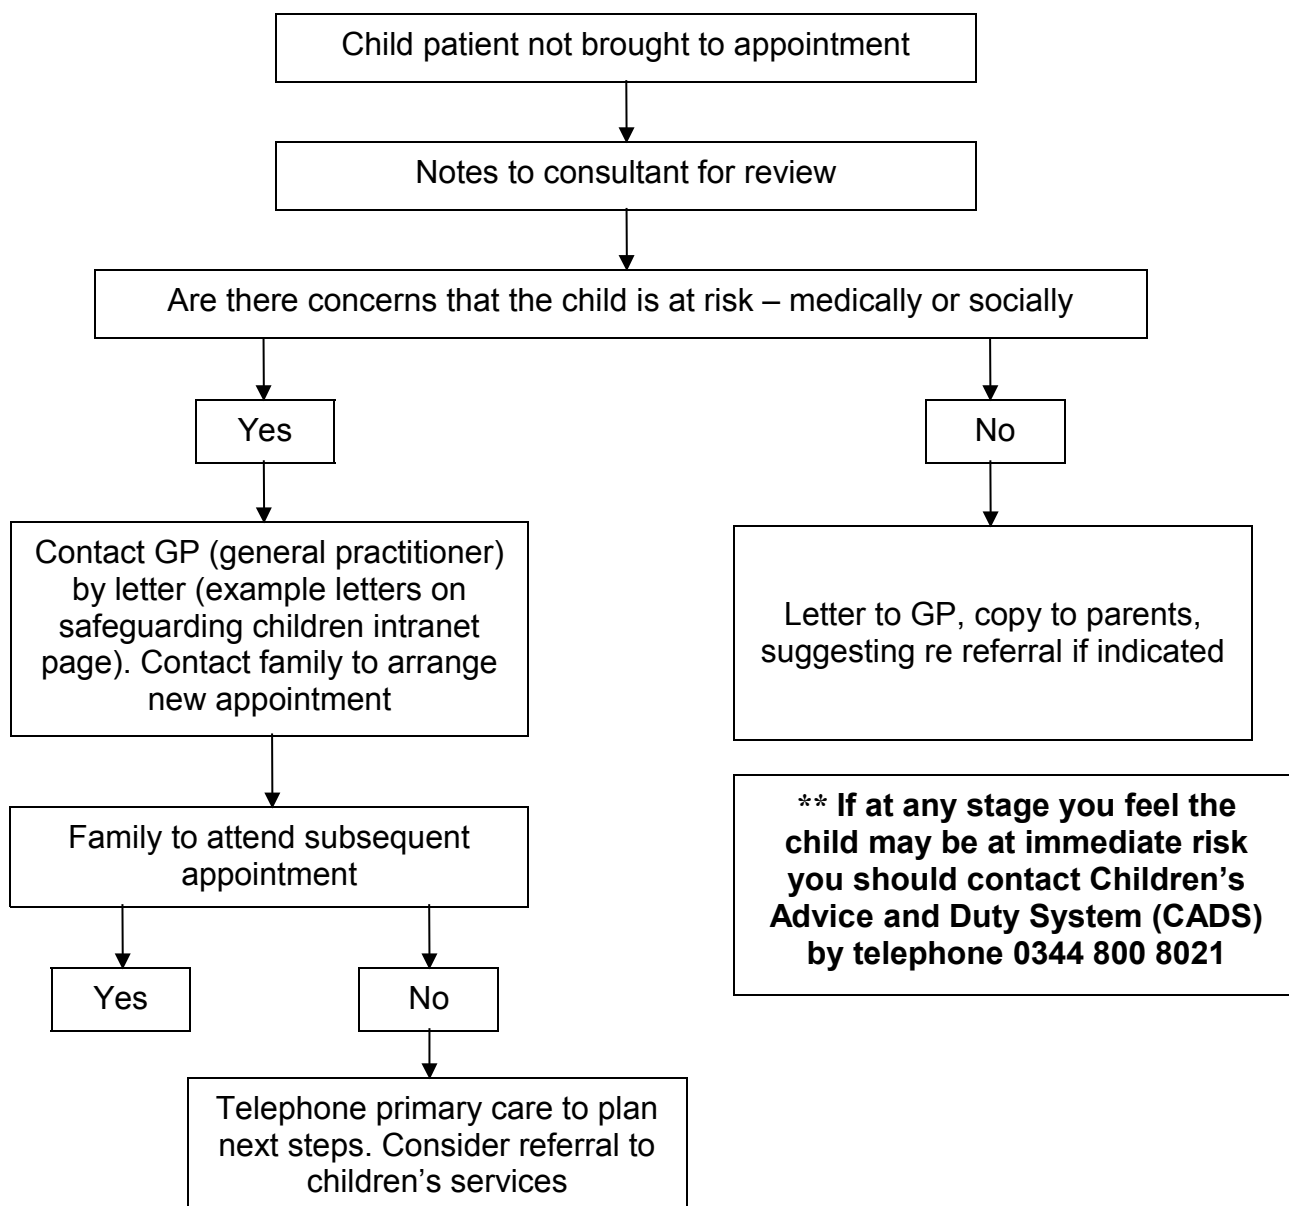 Child patient not brought to appointment
Notes to consultant for review
Are there concerns that the child is at risk – medically or socially
Yes
No
Contact GP (general practitioner)
by letter (example letters on
safeguarding children intranet
page). Contact family to arrange
new appointment
Letter to GP, copy to parents,
suggesting re referral if indicated
** If at any stage you feel the
child may be at immediate risk
you should contact Children’s
Advice and Duty System (CADS)
by telephone 0344 800 8021
Family to attend subsequent
appointment
Yes
No
Telephone primary care to plan
next steps. Consider referral to
children’s services